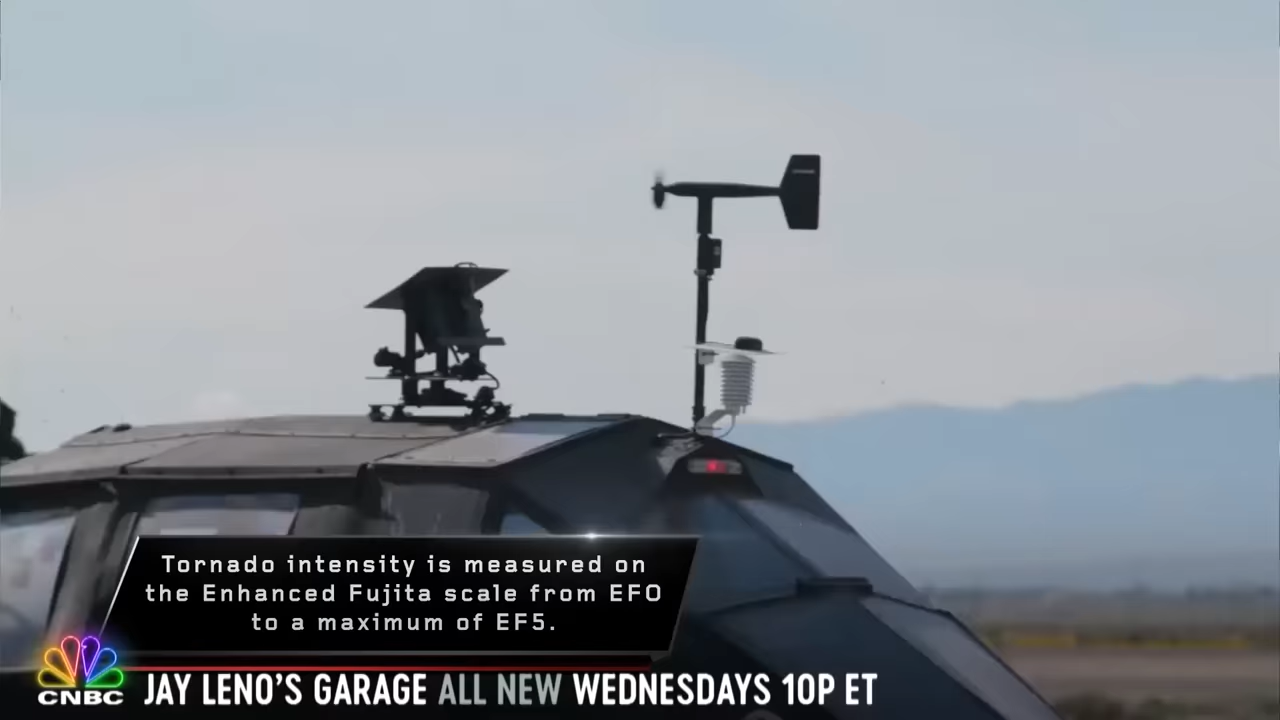 Tornado intensity is measured on
the Enhanced Fujita scale from EF0
to a maximum of EF5.
CNBC
JAY LENO'S GARAGE ALL NEW WEDNESDAYS 10P ET